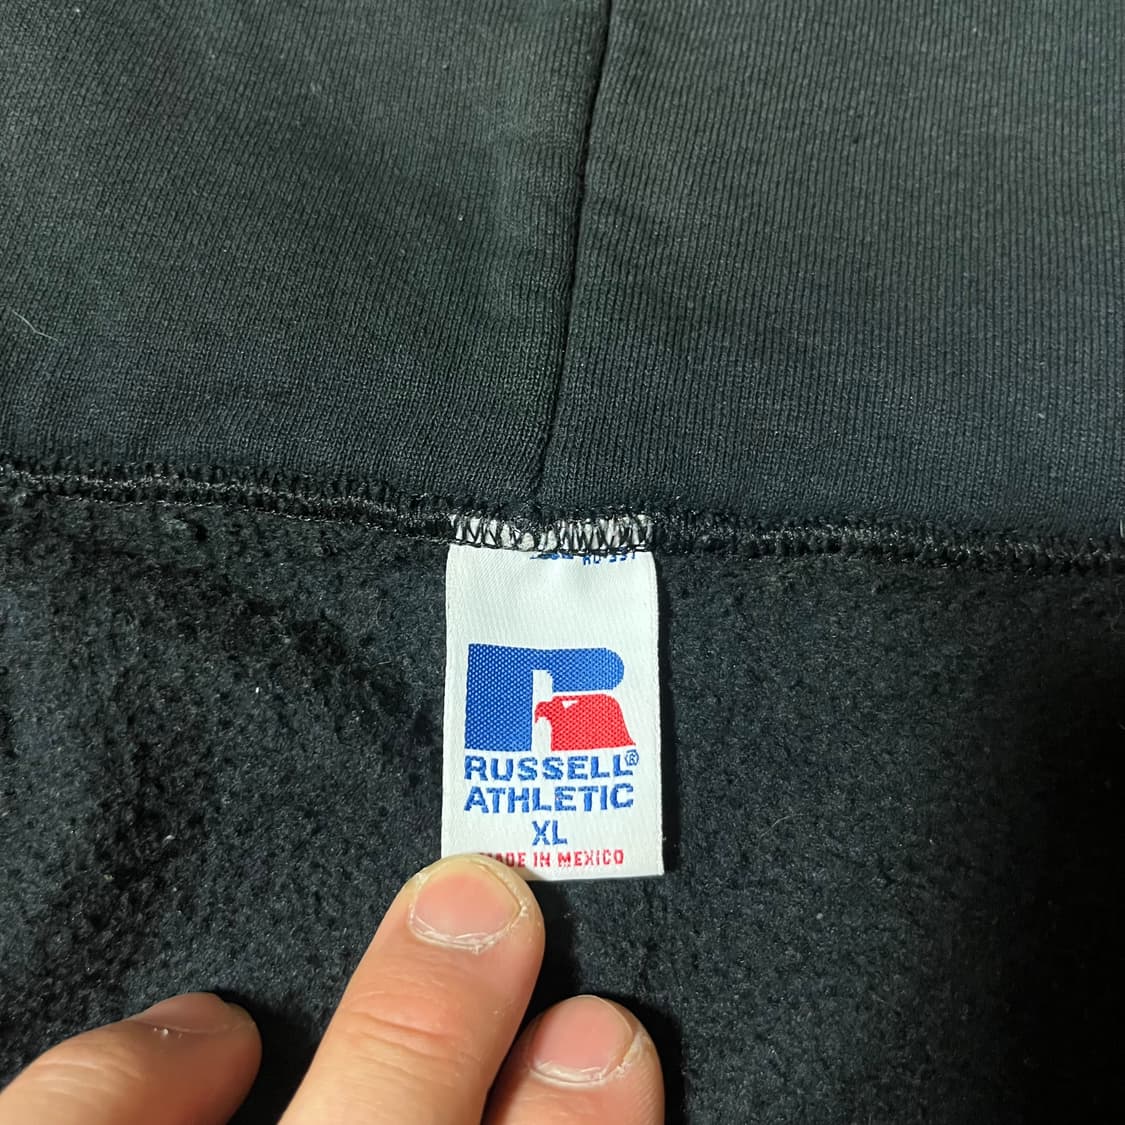 RUSSELL®
ATHLETIC
XL
MADE IN MEXICO